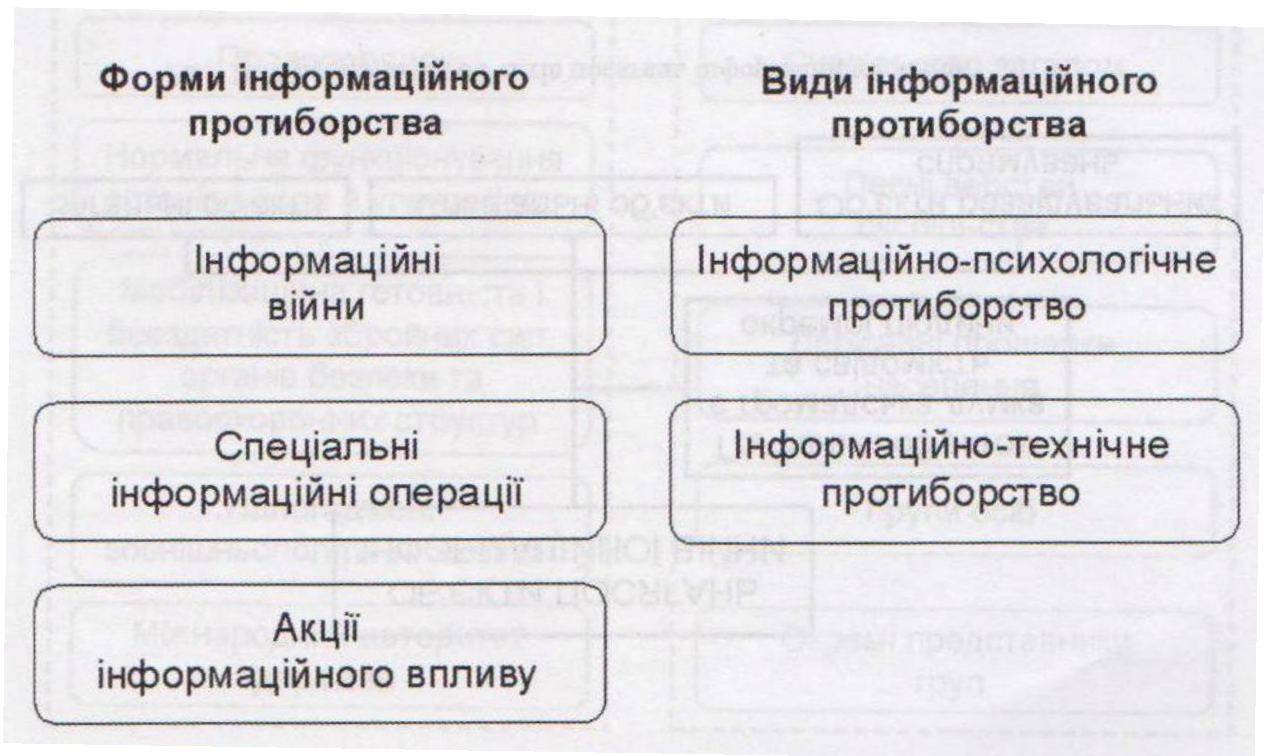 Форми інформаційного
протиборства
Інформаційні
війни
Спеціальні
інформаційні операції
Акції
інформаційного впливу
Види інформаційного
протиборства
Інформаційно-психологічне
протиборство
Інформаційно-технічне
протиборство